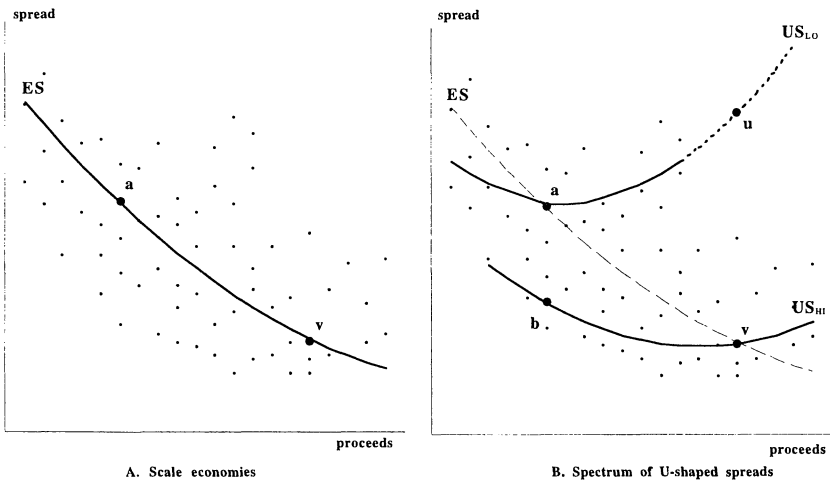 spread
ES
a
v
proceeds
A. Scale economies
spread
US_LO
ES
u
a
b
v
US_HI
proceeds
B. Spectrum of U-shaped spreads